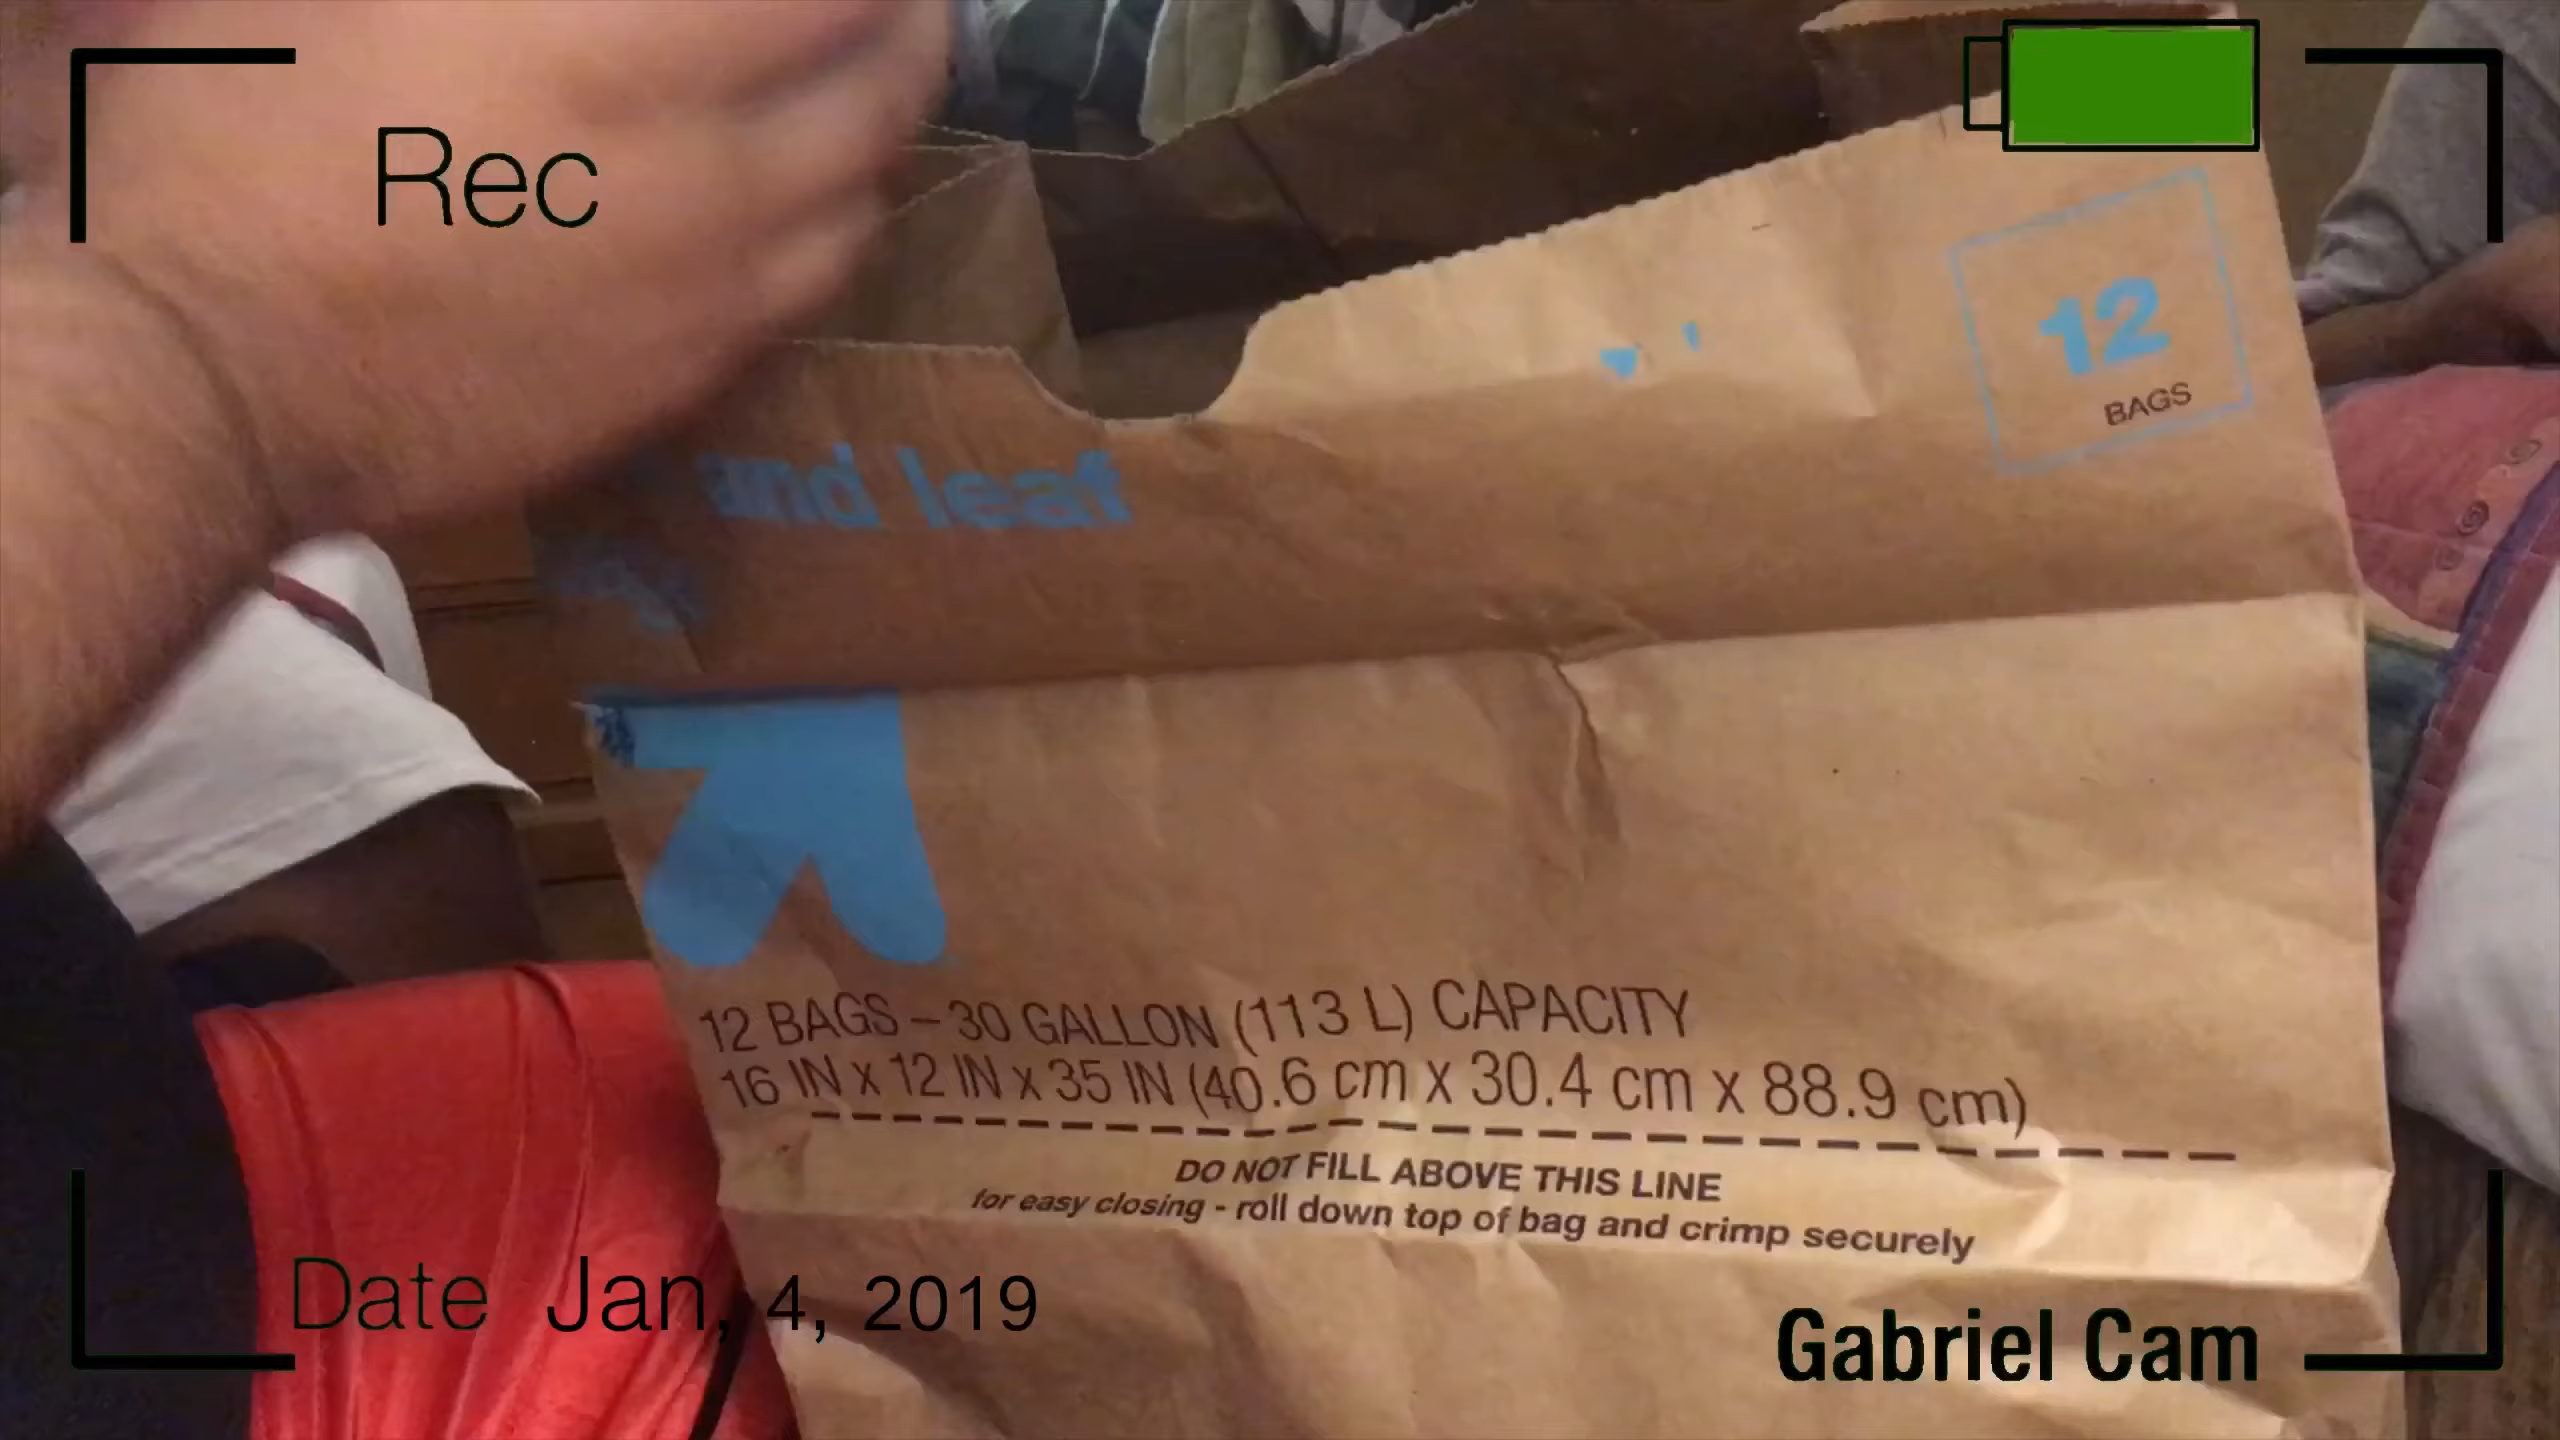 Rec
12
BAGS
and leaf
12 BAGS – 30 GALLON (113 L) CAPACITY
16 IN x 12 IN x 35 IN (40.6 cm x 30.4 cm x 88.9 cm)
DO NOT FILL ABOVE THIS LINE
for easy closing - roll down top of bag and crimp securely
Date Jan, 4, 2019
Gabriel Cam